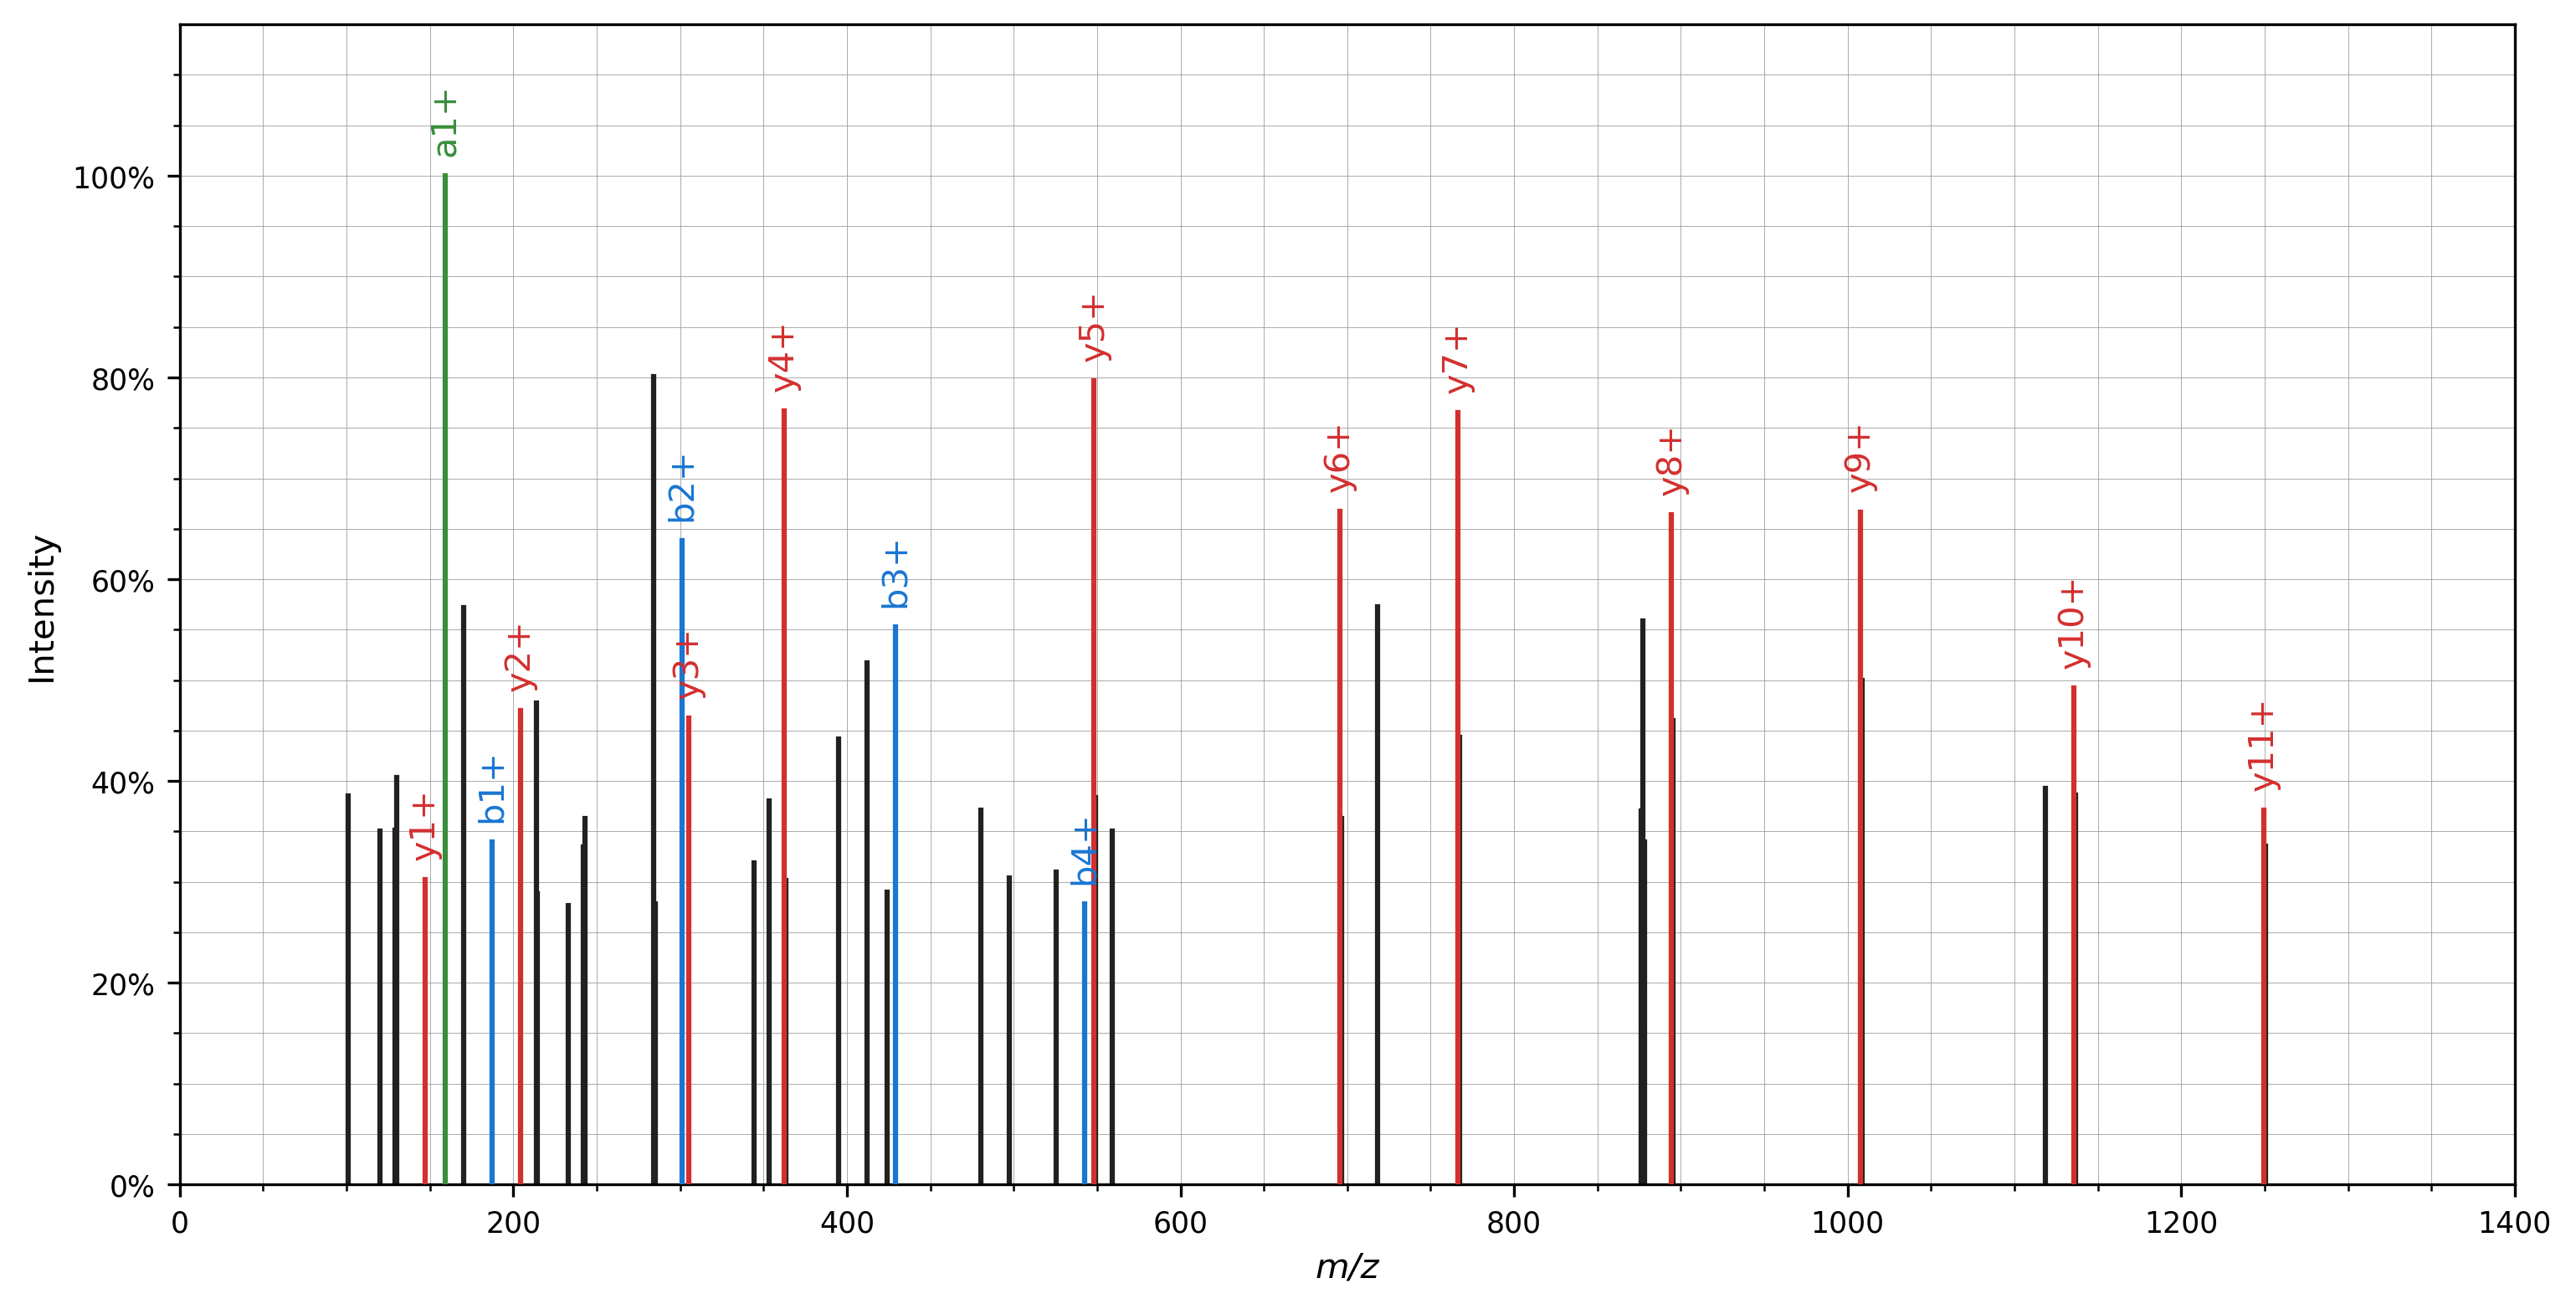 a1+
y5+
y4+
y7+
y6+
y8+
y9+
b2+
b3+
y10+
y2+
y3+
y11+
b1+
y1+
b4+
100%
80%
60%
40%
20%
0%
Intensity
0 200 400 600 800 1000 1200 1400
m/z